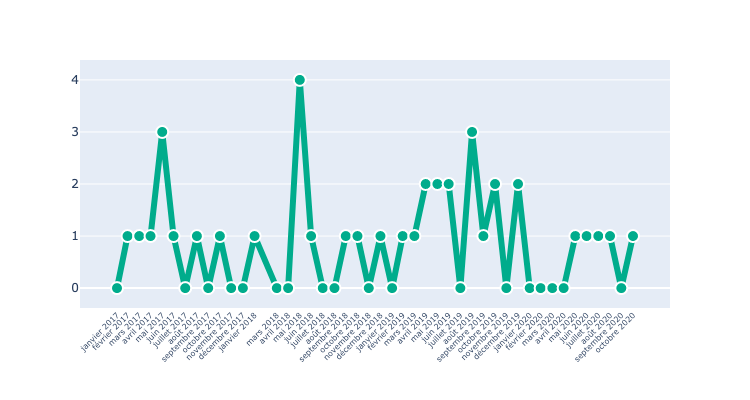 4
3
2
1
0
janvier 2017
février 2017
mars 2017
avril 2017
mai 2017
juin 2017
juillet 2017
août 2017
septembre 2017
octobre 2017
novembre 2017
décembre 2017
janvier 2018
mars 2018
avril 2018
mai 2018
juin 2018
juillet 2018
août 2018
septembre 2018
octobre 2018
novembre 2018
décembre 2018
janvier 2019
février 2019
mars 2019
avril 2019
mai 2019
juin 2019
juillet 2019
août 2019
septembre 2019
octobre 2019
novembre 2019
décembre 2019
janvier 2020
février 2020
mars 2020
avril 2020
mai 2020
juin 2020
juillet 2020
août 2020
septembre 2020
octobre 2020